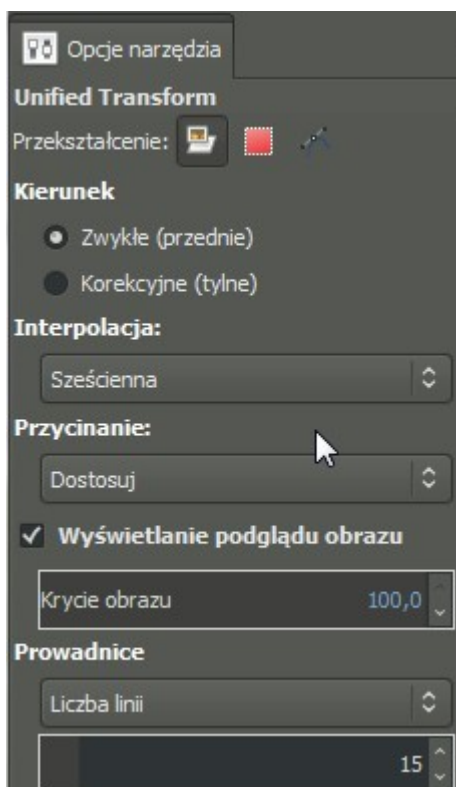 Opcje narzędzia
Unified Transform
Przekształcenie:
Kierunek
Zwykłe (przednie)
Korekcyjne (tylne)
Interpolacja:
Sześcienna
Przycinanie:
Dostosuj
Wyświetlanie podglądu obrazu
Krycie obrazu 100,0
Prowadnice
Liczba linii
15